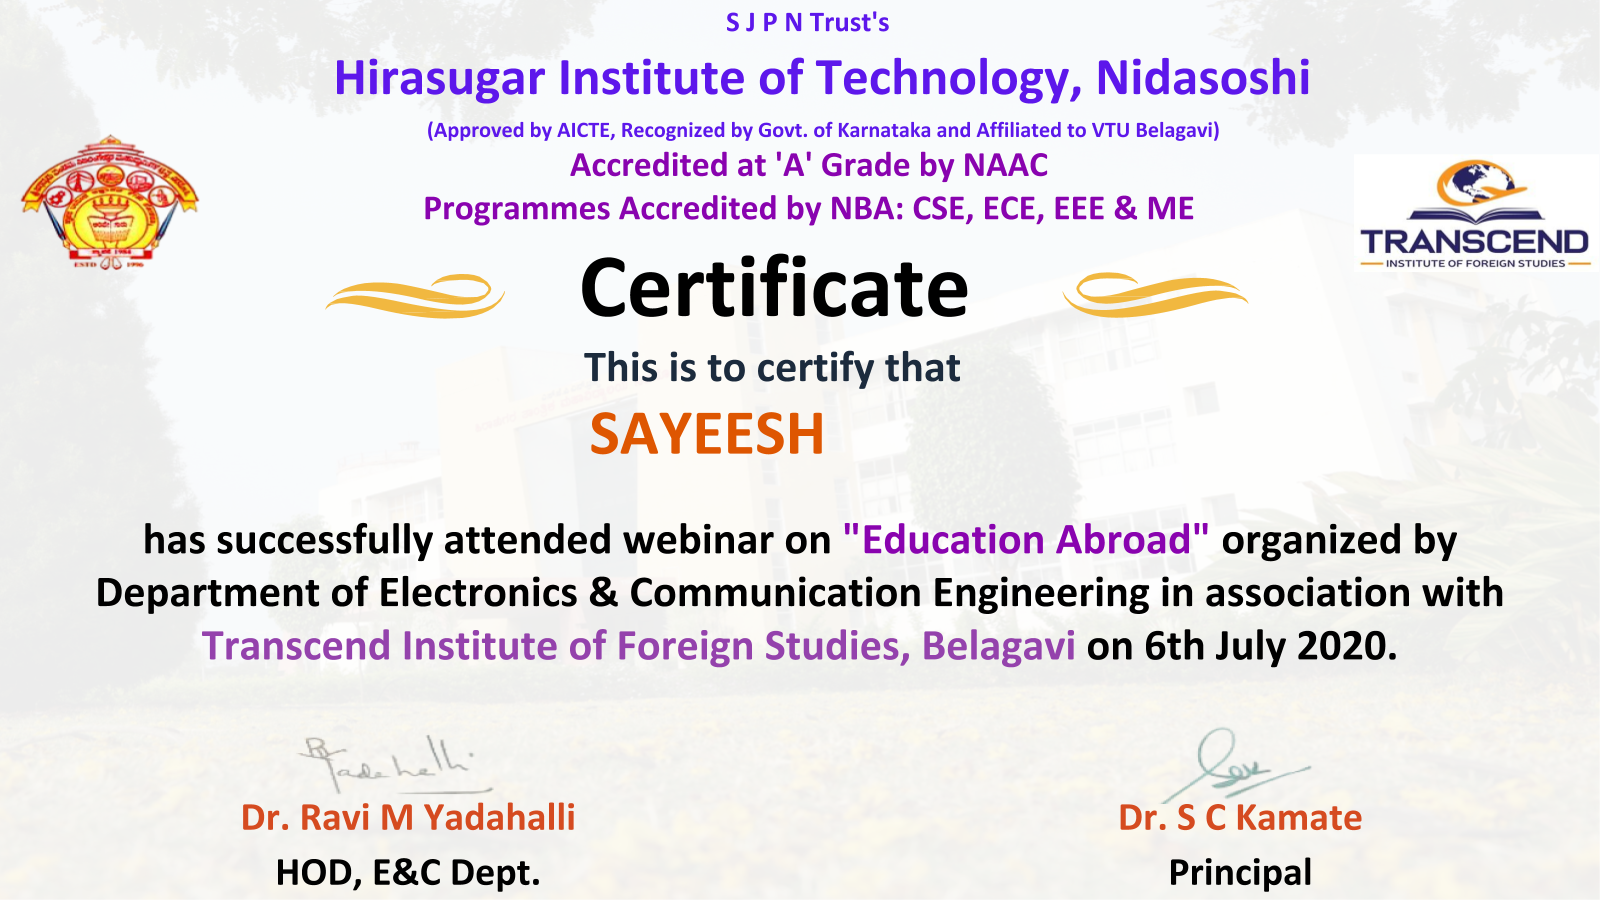 S J P N Trust's
Hirasugar Institute of Technology, Nidasoshi
(Approved by AICTE, Recognized by Govt. of Karnataka and Affiliated to VTU Belagavi)
Accredited at 'A' Grade by NAAC
Programmes Accredited by NBA: CSE, ECE, EEE & ME
ESTD 1996
TRANSCEND
INSTITUTE OF FOREIGN STUDIES
Certificate
This is to certify that
SAYEESH
has successfully attended webinar on "Education Abroad" organized by
Department of Electronics & Communication Engineering in association with
Transcend Institute of Foreign Studies, Belagavi on 6th July 2020.
Yadahalli
Dr. Ravi M Yadahalli
HOD, E&C Dept.
Dr. S C Kamate
Principal